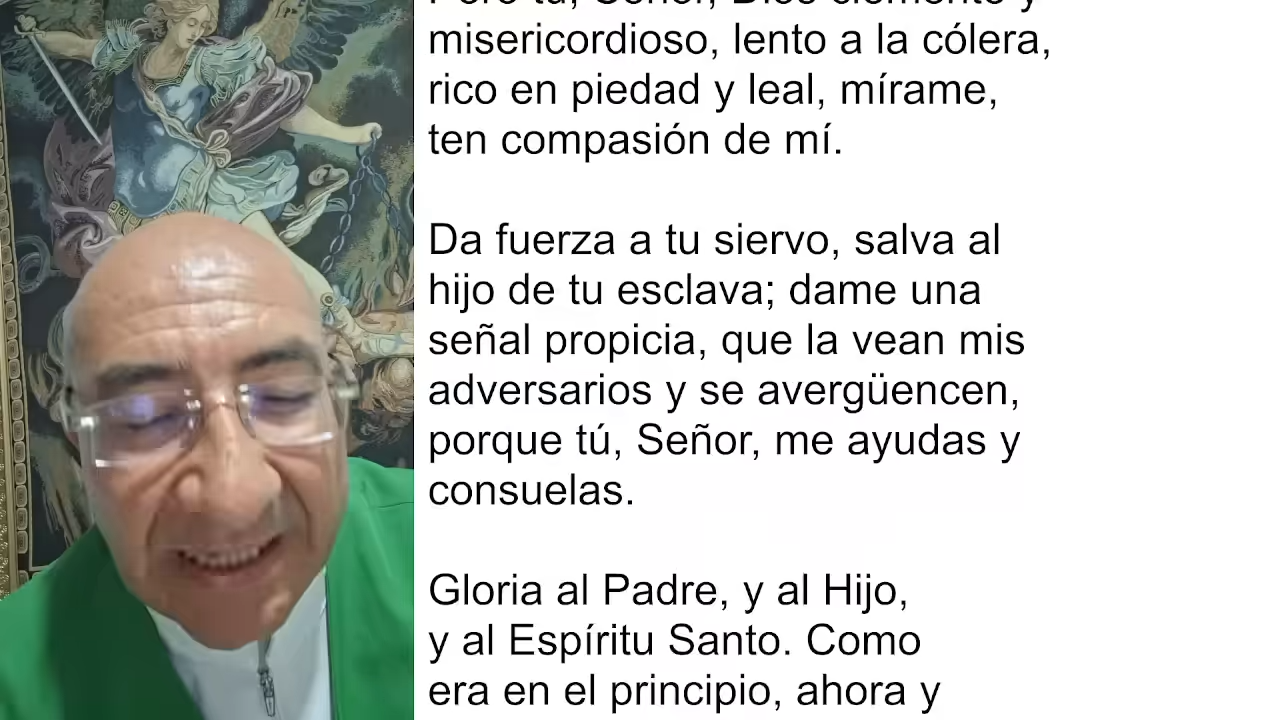 misericordioso, lento a la cólera,
rico en piedad y leal, mírame,
ten compasión de mí.
Da fuerza a tu siervo, salva al
hijo de tu esclava; dame una
señal propicia, que la vean mis
adversarios y se avergüencen,
porque tú, Señor, me ayudas y
consuelas.
Gloria al Padre, y al Hijo,
y al Espíritu Santo. Como
era en el principio, ahora y